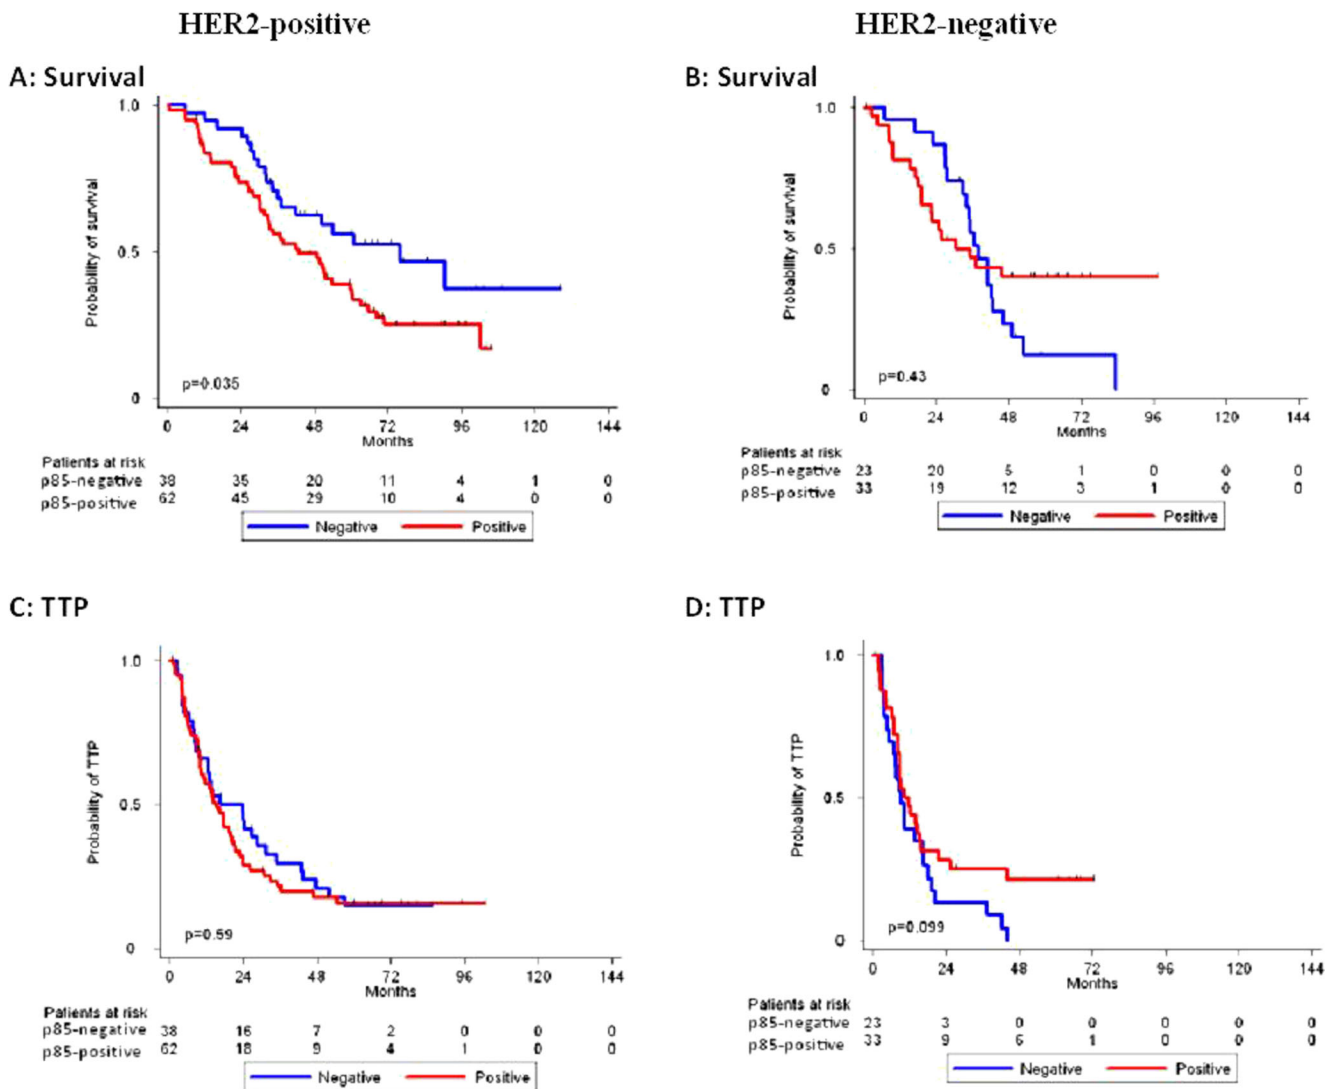 HER2-positive
HER2-negative
A: Survival
B: Survival
1.0
0.5
0
Probability of survival
p=0.035
0 24 48 72 96 120 144
Months
Patients at risk
p85-negative 38 35 20 11 4 1 0
p85-positive 62 45 29 10 4 0 0
Negative Positive
1.0
0.5
0
Probability of survival
p=0.43
0 24 48 72 96 120 144
Months
Patients at risk
p85-negative 23 20 5 1 0 0 0
p85-positive 33 19 12 3 1 0 0
Negative Positive
C: TTP
D: TTP
1.0
0.5
0
Probability of TTP
p=0.59
0 24 48 72 96 120 144
Months
Patients at risk
p85-negative 38 16 7 2 0 0 0
p85-positive 62 18 9 4 1 0 0
Negative Positive
1.0
0.5
0
Probability of TTP
p=0.099
0 24 48 72 96 120 144
Months
Patients at risk
p85-negative 23 3 0 0 0 0 0
p85-positive 33 9 6 1 0 0 0
Negative Positive